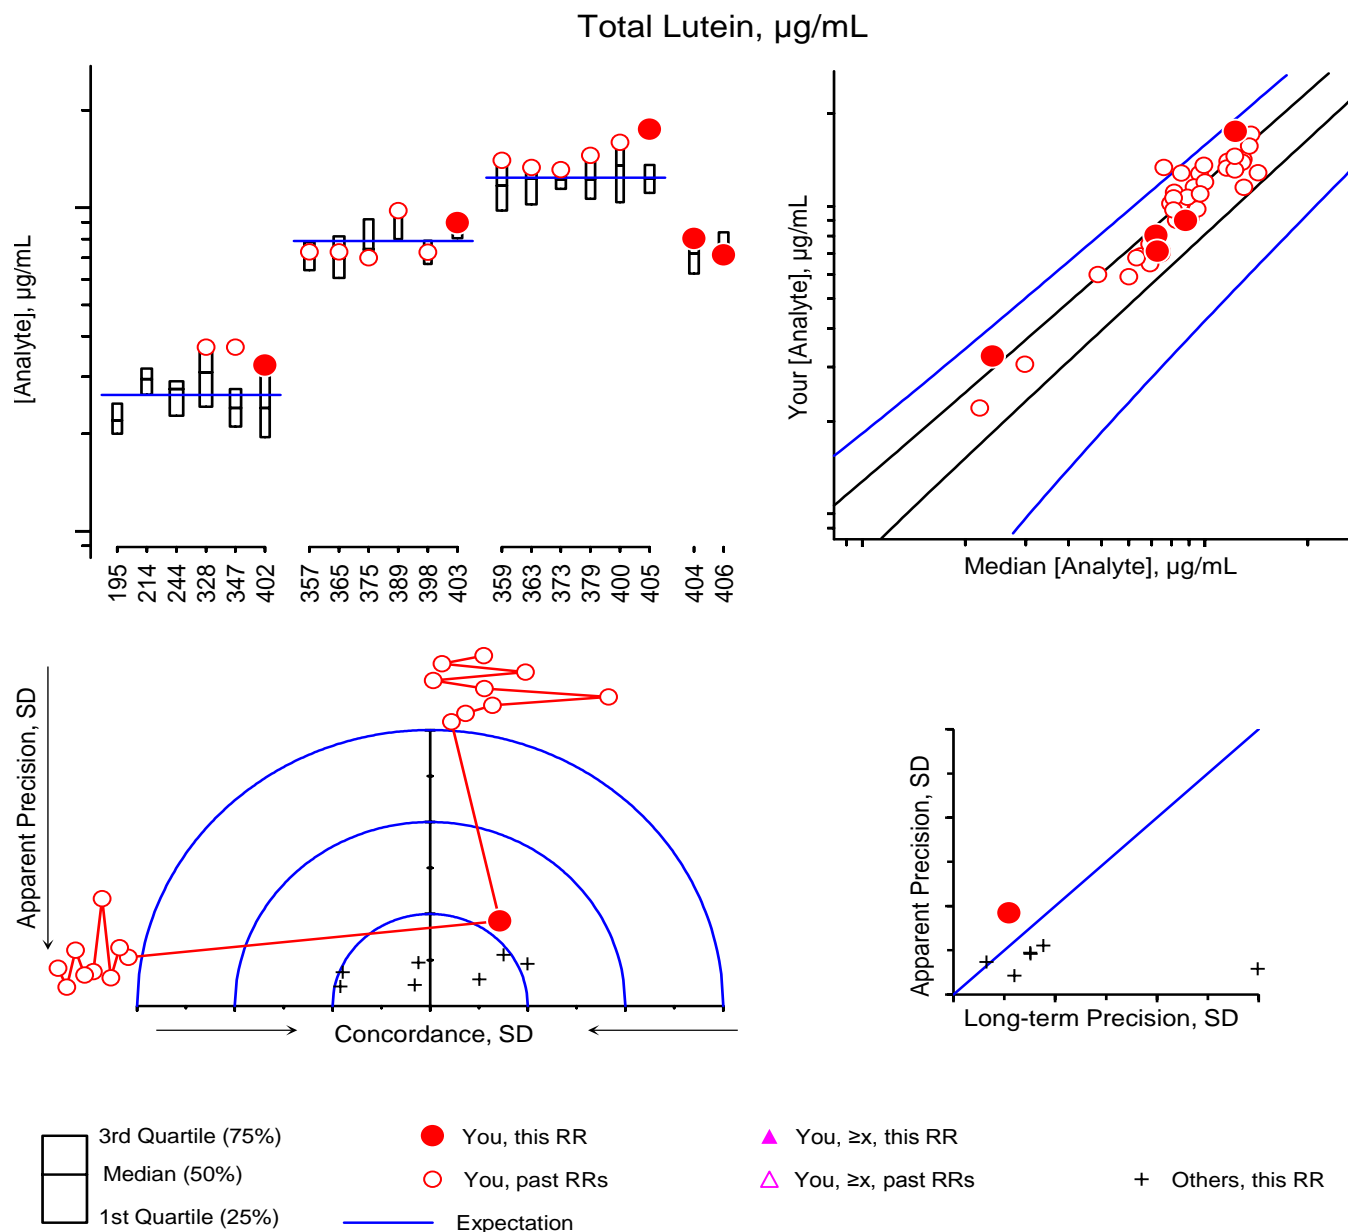 Total Lutein, µg/mL
[Analyte], µg/mL
195
214
244
328
347
402
357
365
375
389
398
403
359
363
373
379
400
405
404
406
Your [Analyte], µg/mL
Median [Analyte], µg/mL
Apparent Precision, SD
Concordance, SD
Apparent Precision, SD
Long-term Precision, SD
3rd Quartile (75%)
Median (50%)
1st Quartile (25%)
You, this RR
You, past RRs
Expectation
You, ≥x, this RR
You, ≥x, past RRs
Others, this RR